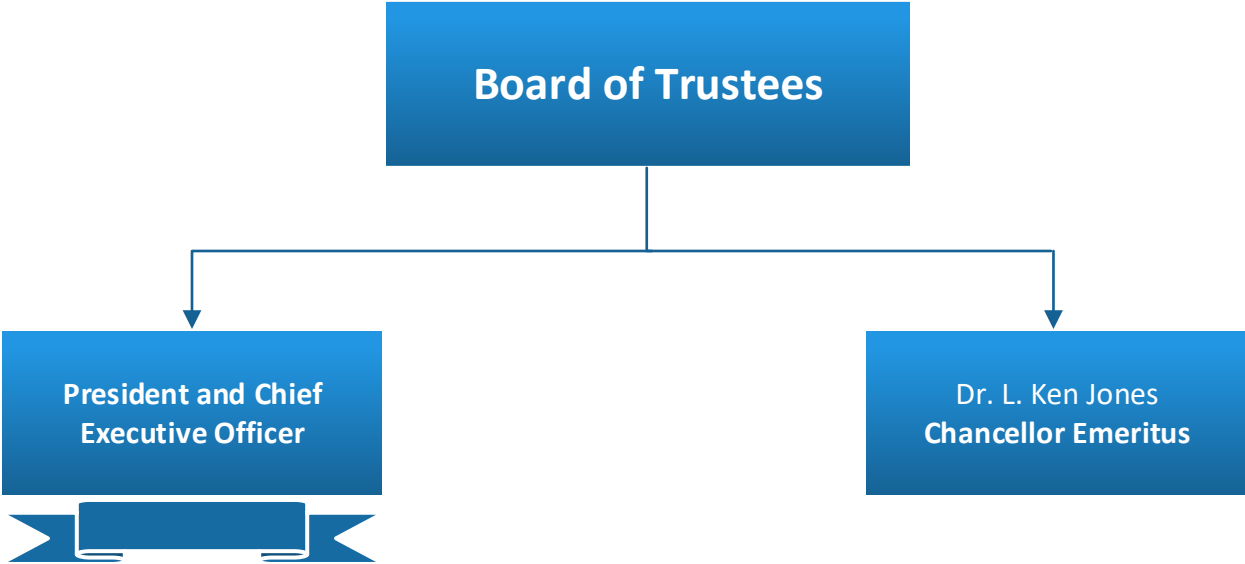 Board of Trustees
President and Chief
Executive Officer
Dr. L. Ken Jones
Chancellor Emeritus